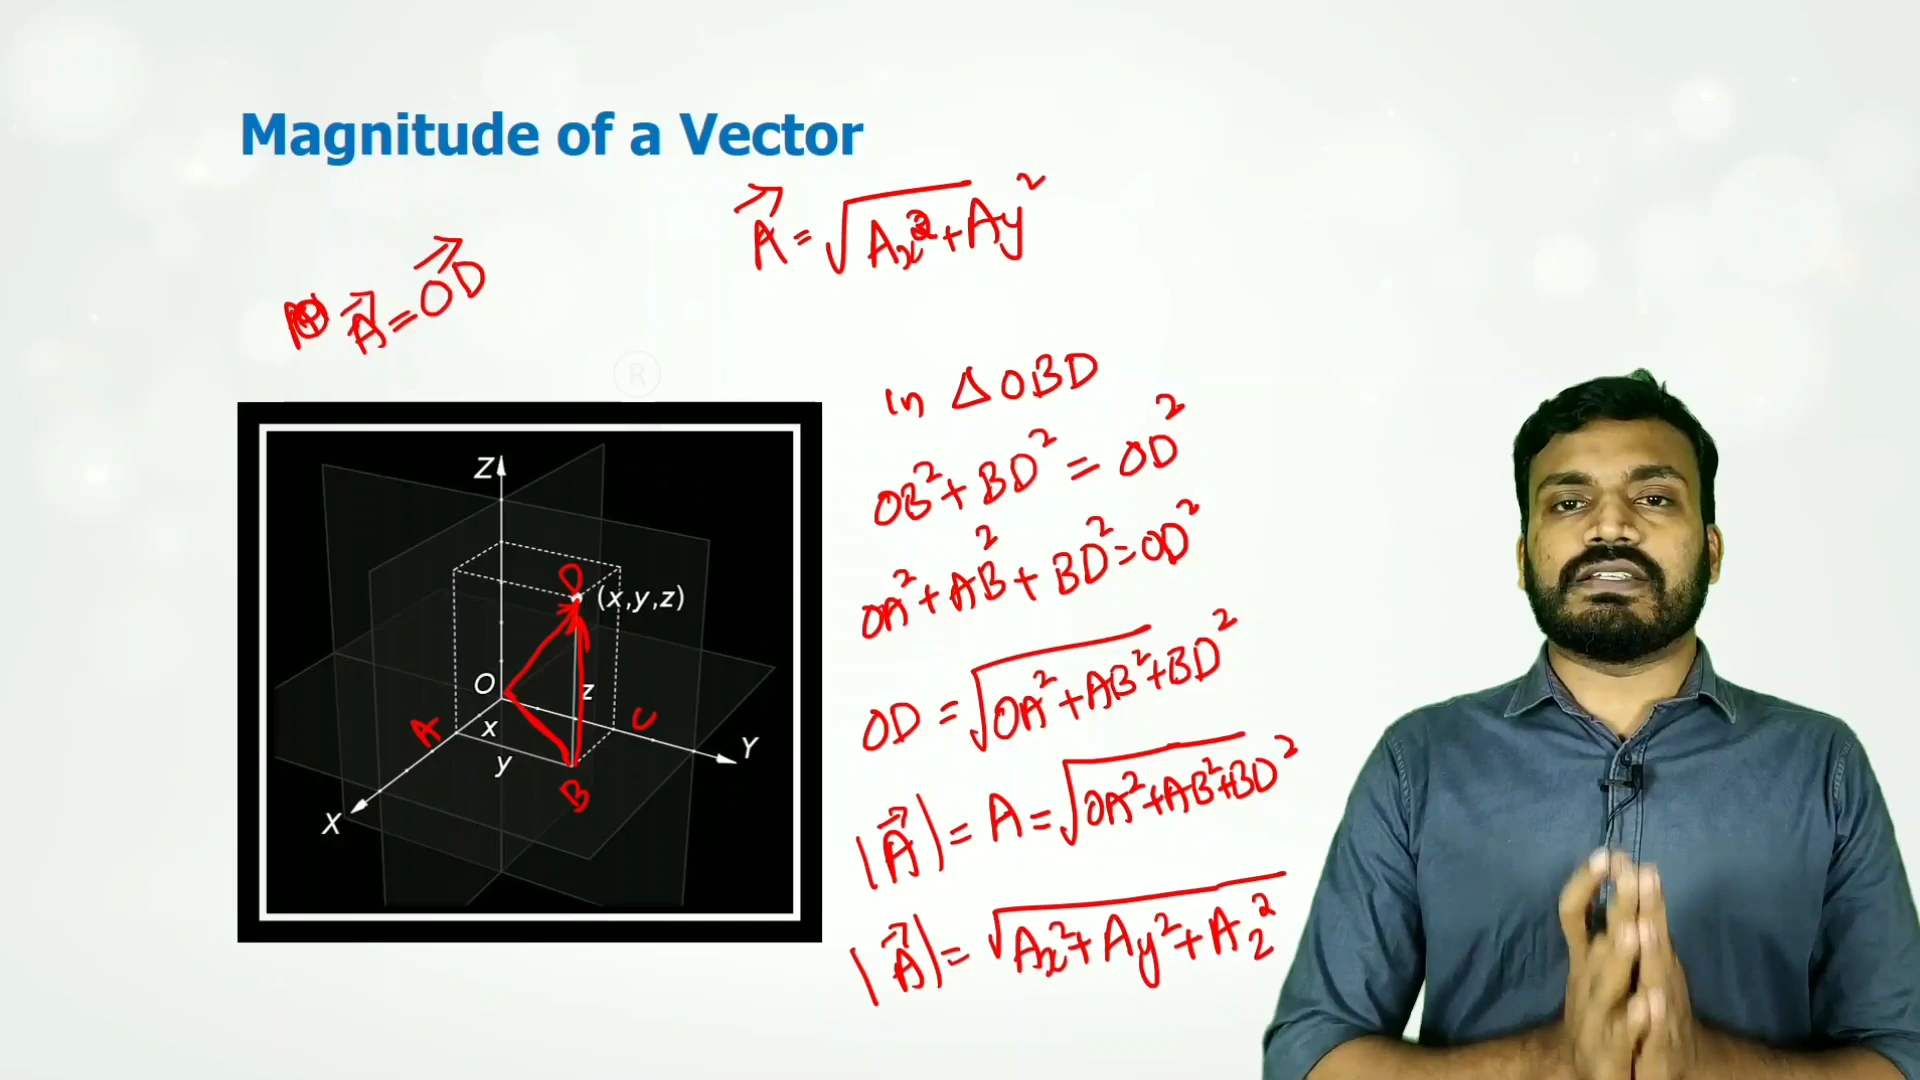 Magnitude of a Vector
A⃗ = √Ax²+Ay²
A⃗ = OD⃗
®
In Δ OBD
OB² + BD² = OD²
OA² + AB² + BD² = OD²
OD = √OA²+AB²+BD²
|A⃗| = A = √OA²+AB²+BD²
|A⃗| = √Ax²+Ay²+Az²
Z
D
(x,y,z)
O
z
A
x
C
Y
y
B
X